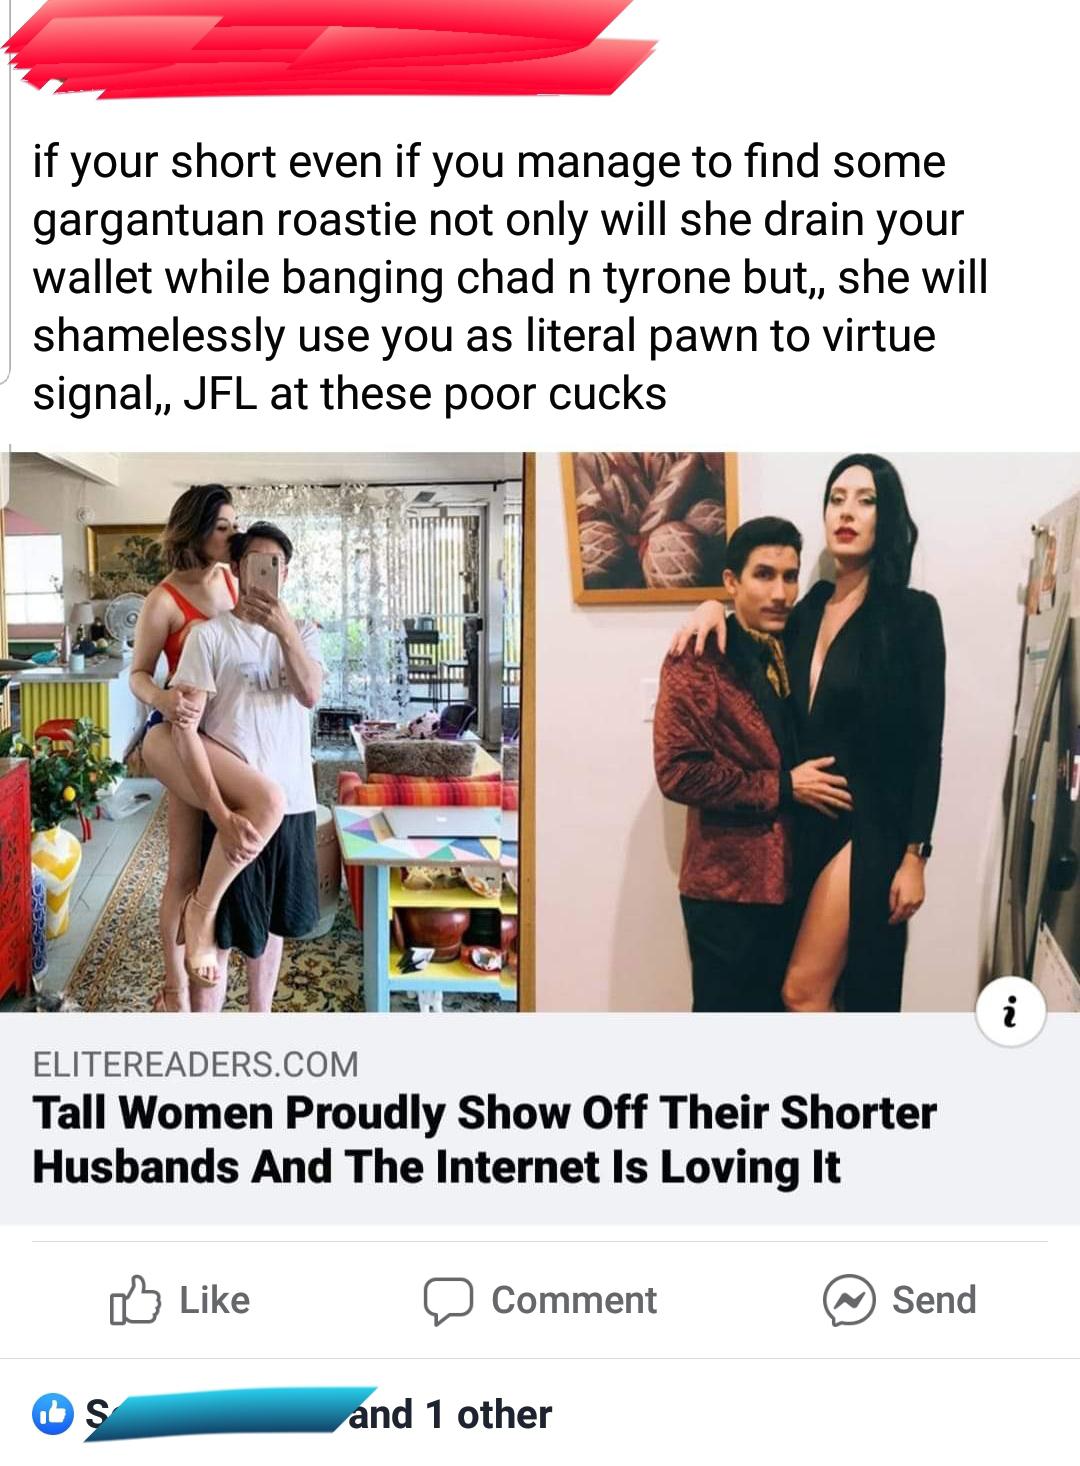 if your short even if you manage to find some
gargantuan roastie not only will she drain your
wallet while banging chad n tyrone but,, she will
shamelessly use you as literal pawn to virtue
signal,, JFL at these poor cucks
i
ELITEREADERS.COM
Tall Women Proudly Show Off Their Shorter
Husbands And The Internet Is Loving It
Like Comment Send
S and 1 other